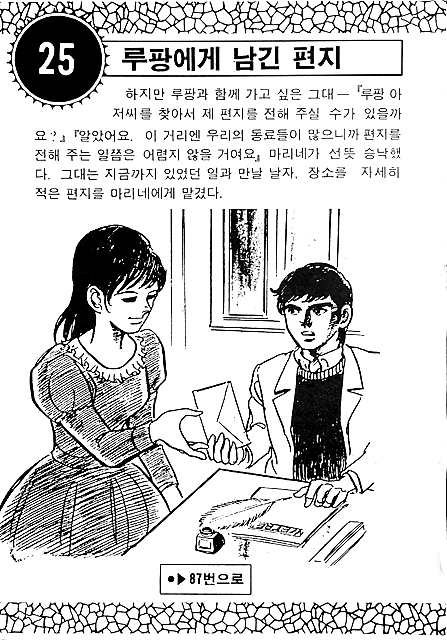 25
루팡에게 남긴 편지
하지만 루팡과 함께 가고 싶은 그대— 『루팡 아
저씨를 찾아서 제 편지를 전해 주실 수가 있을까
요?』 『알았어요. 이 거리엔 우리의 동료들이 많으니까 편지를
전해 주는 일쯤은 어렵지 않을 거여요』 마리네가 선뜻 승낙했
다. 그대는 지금까지 있었던 일과 만날 날자, 장소를 자세히
적은 편지를 마리네에게 맡겼다.
●▶87번으로